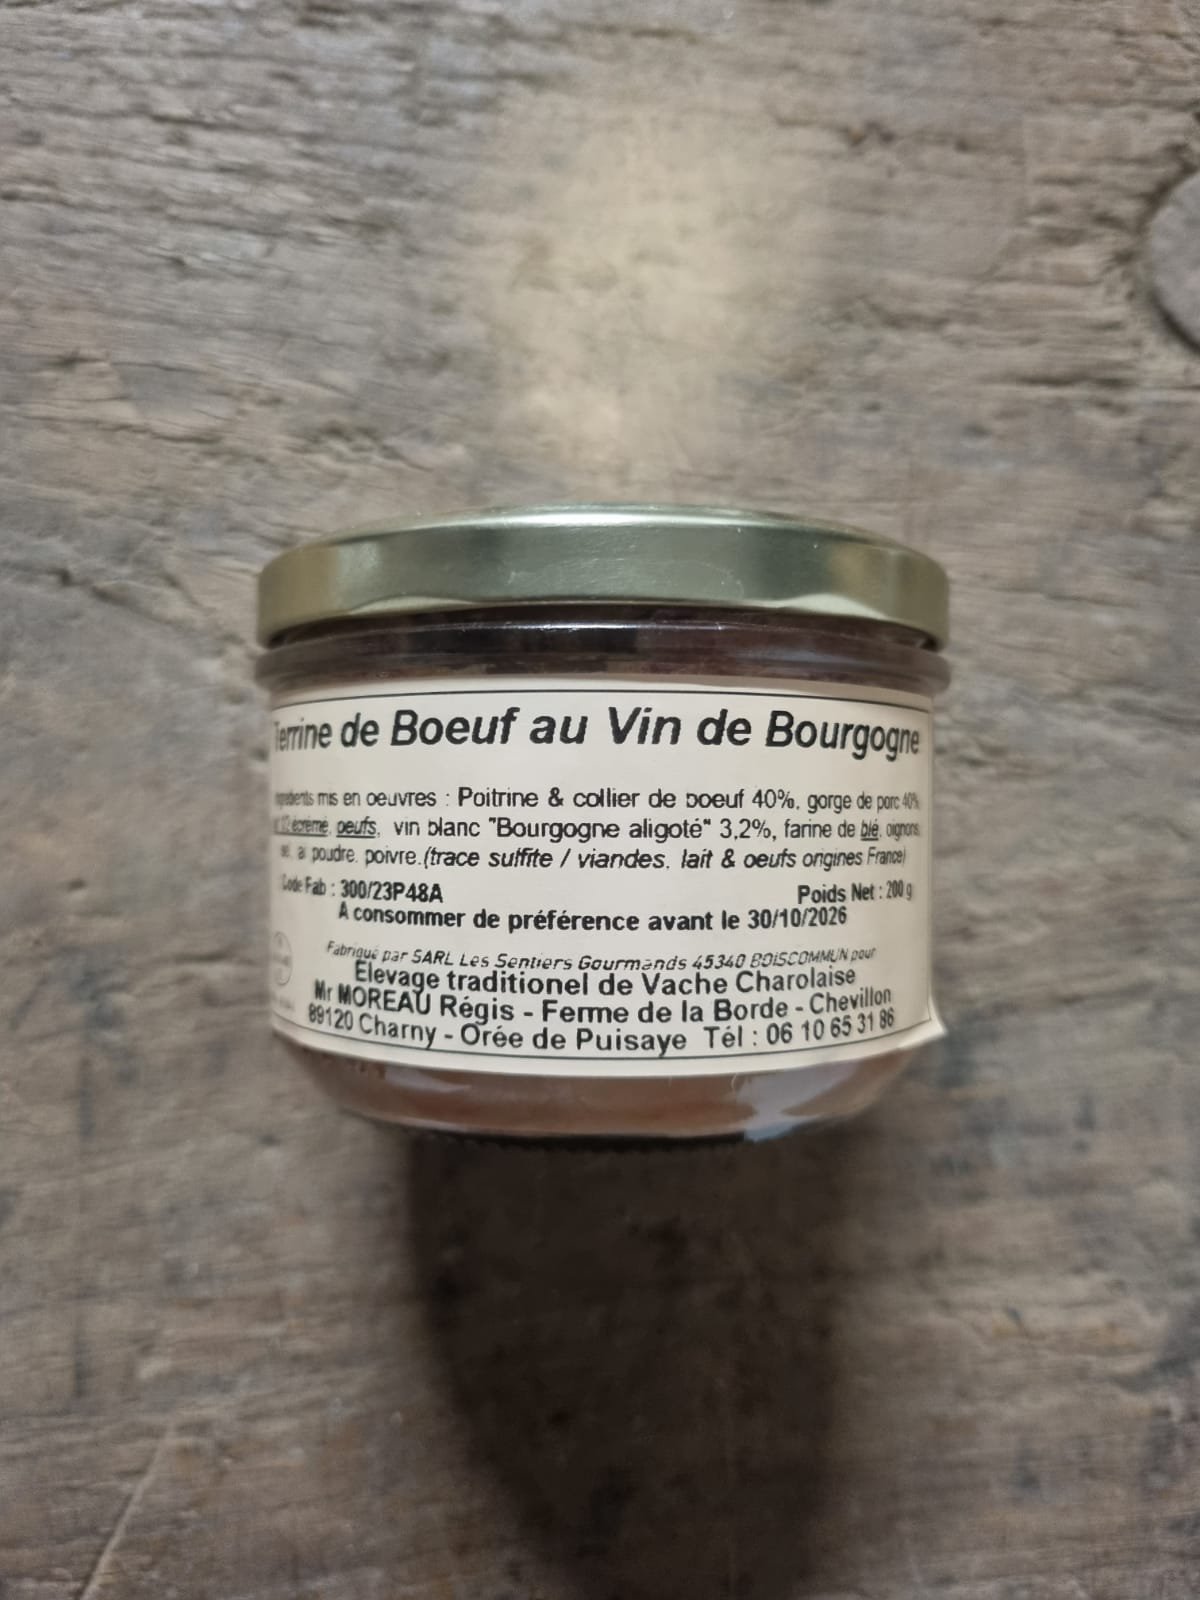 Terrine de Boeuf au Vin de Bourgogne
mis en oeuvres : Poitrine & collier de boeuf 40%, gorge de porc 40%
écrémé, oeufs, vin blanc "Bourgogne aligoté" 3,2%, farine de blé, oignons,
poudre, poivre.(trace sulfite / viandes, lait & oeufs origines France)
Code Fab : 300/23P48A
Poids Net : 200 g
A consommer de préférence avant le 30/10/2026
Fabriqué par SARL Les Sentiers Gourmands 45340 BOISCOMMUN pour
Elevage traditionel de Vache Charolaise
Mr MOREAU Régis - Ferme de la Borde - Chevillon
89120 Charny - Orée de Puisaye Tél : 06 10 65 31 86